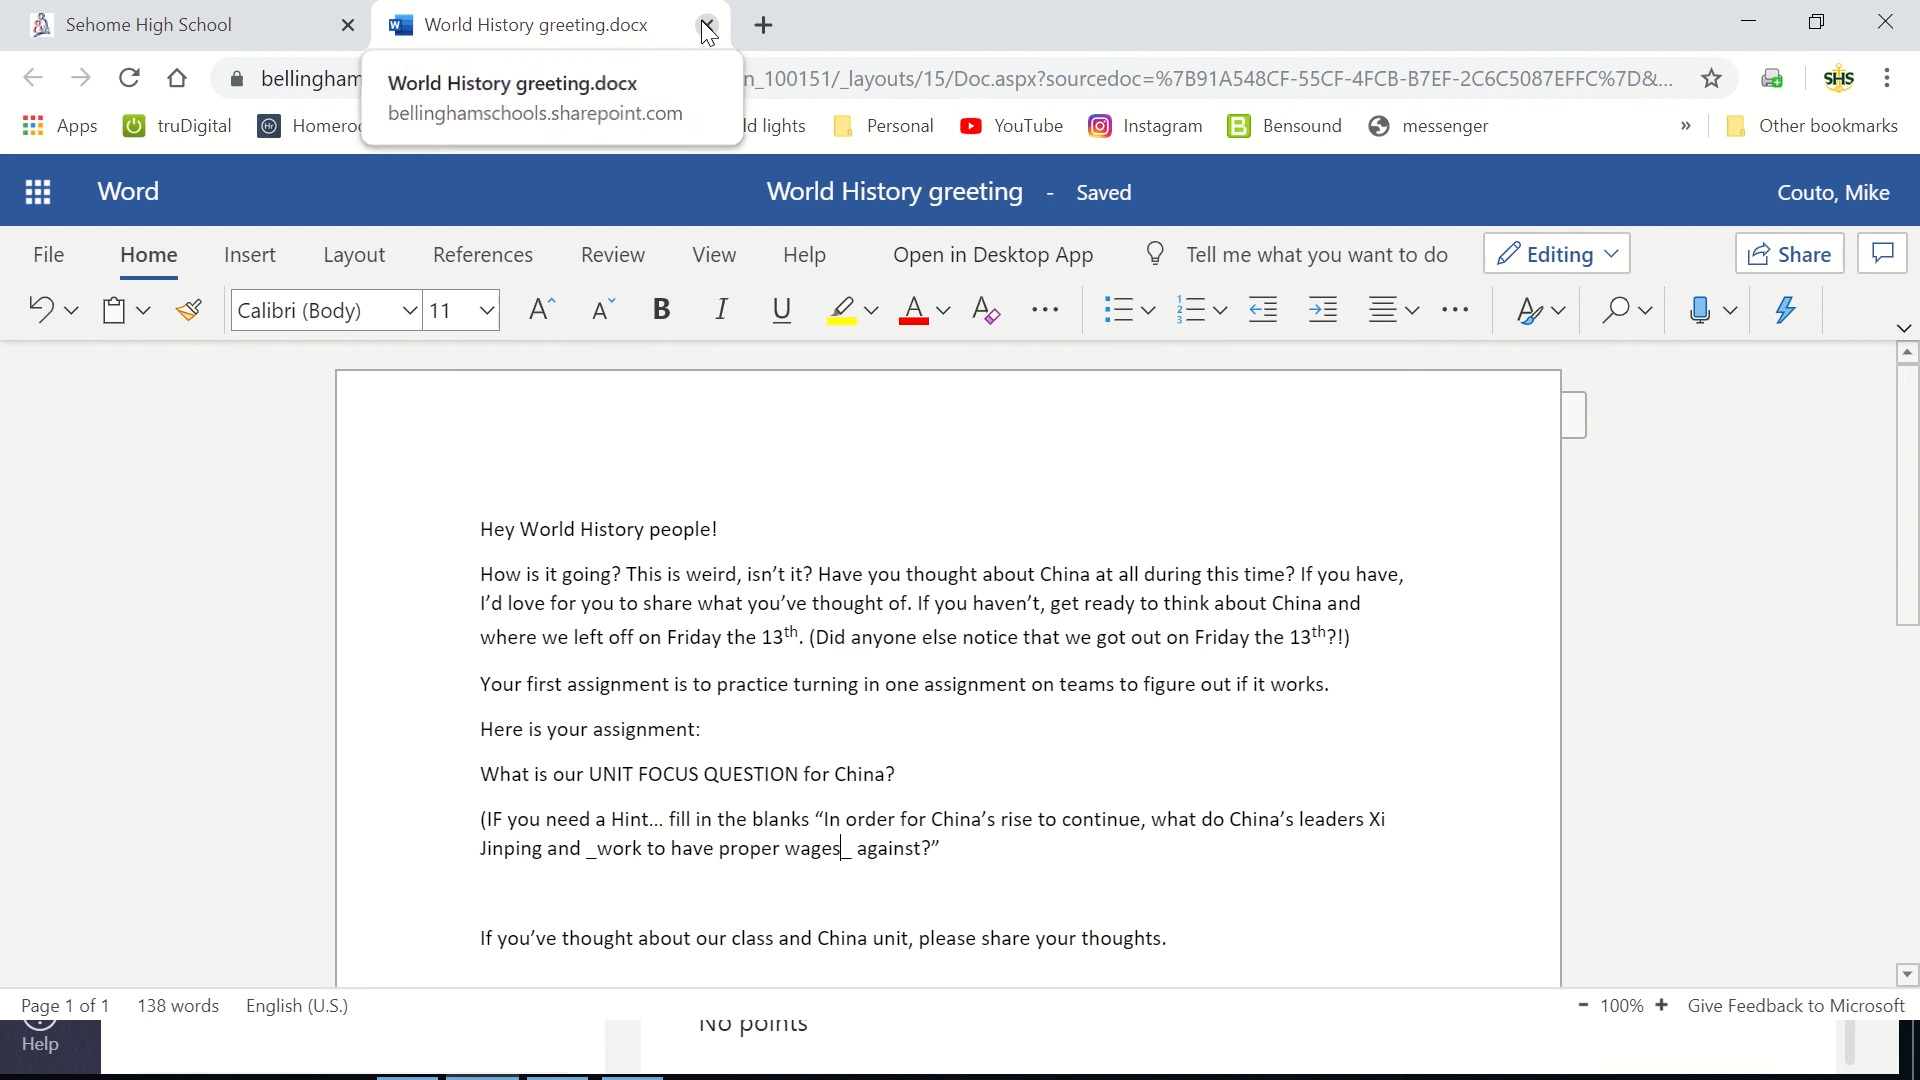 Sehome High School
World History greeting.docx
World History greeting.docx
bellinghamschools.sharepoint.com
bellingham
n_100151/_layouts/15/Doc.aspx?sourcedoc=%7B91A548CF-55CF-4FCB-B7EF-2C6C5087EFFC%7D&...
SHS
Apps
truDigital
Hr
ld lights
Personal
YouTube
Instagram
B
Bensound
messenger
»
Other bookmarks
Word
World History greeting - Saved
Couto, Mike
File
Home
Insert
Layout
References
Review
View
Help
Open in Desktop App
Tell me what you want to do
Editing
Share
Calibri (Body)
11
A
A
B
I
U
A
A
Hey World History people!
How is it going? This is weird, isn’t it? Have you thought about China at all during this time? If you have,
I’d love for you to share what you’ve thought of. If you haven’t, get ready to think about China and
where we left off on Friday the 13th. (Did anyone else notice that we got out on Friday the 13th?!)
Your first assignment is to practice turning in one assignment on teams to figure out if it works.
Here is your assignment:
What is our UNIT FOCUS QUESTION for China?
(IF you need a Hint... fill in the blanks “In order for China’s rise to continue, what do China’s leaders Xi
Jinping and _work to have proper wages_ against?”
If you’ve thought about our class and China unit, please share your thoughts.
Page 1 of 1
138 words
English (U.S.)
- 100% +
Give Feedback to Microsoft
Help
No points